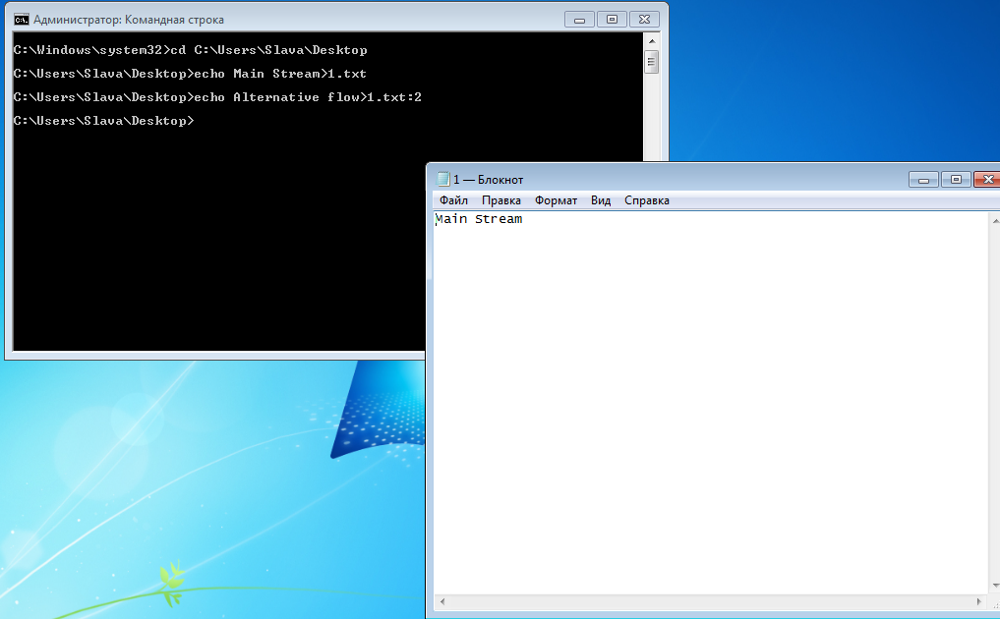 Администратор: Командная строка
C:\Windows\system32>cd C:\Users\Slava\Desktop
C:\Users\Slava\Desktop>echo Main Stream>1.txt
C:\Users\Slava\Desktop>echo Alternative flow>1.txt:2
C:\Users\Slava\Desktop>
1 — Блокнот
Файл Правка Формат Вид Справка
Main Stream